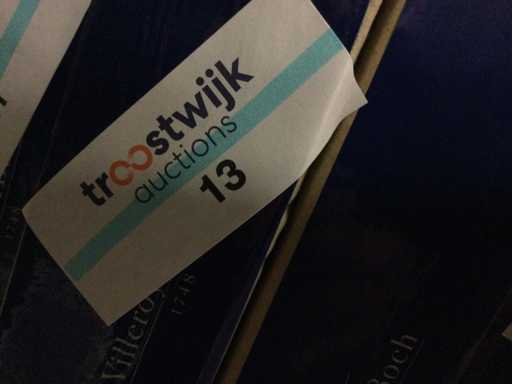 troostwijk
auctions
13
Villeroy
1748
Boch